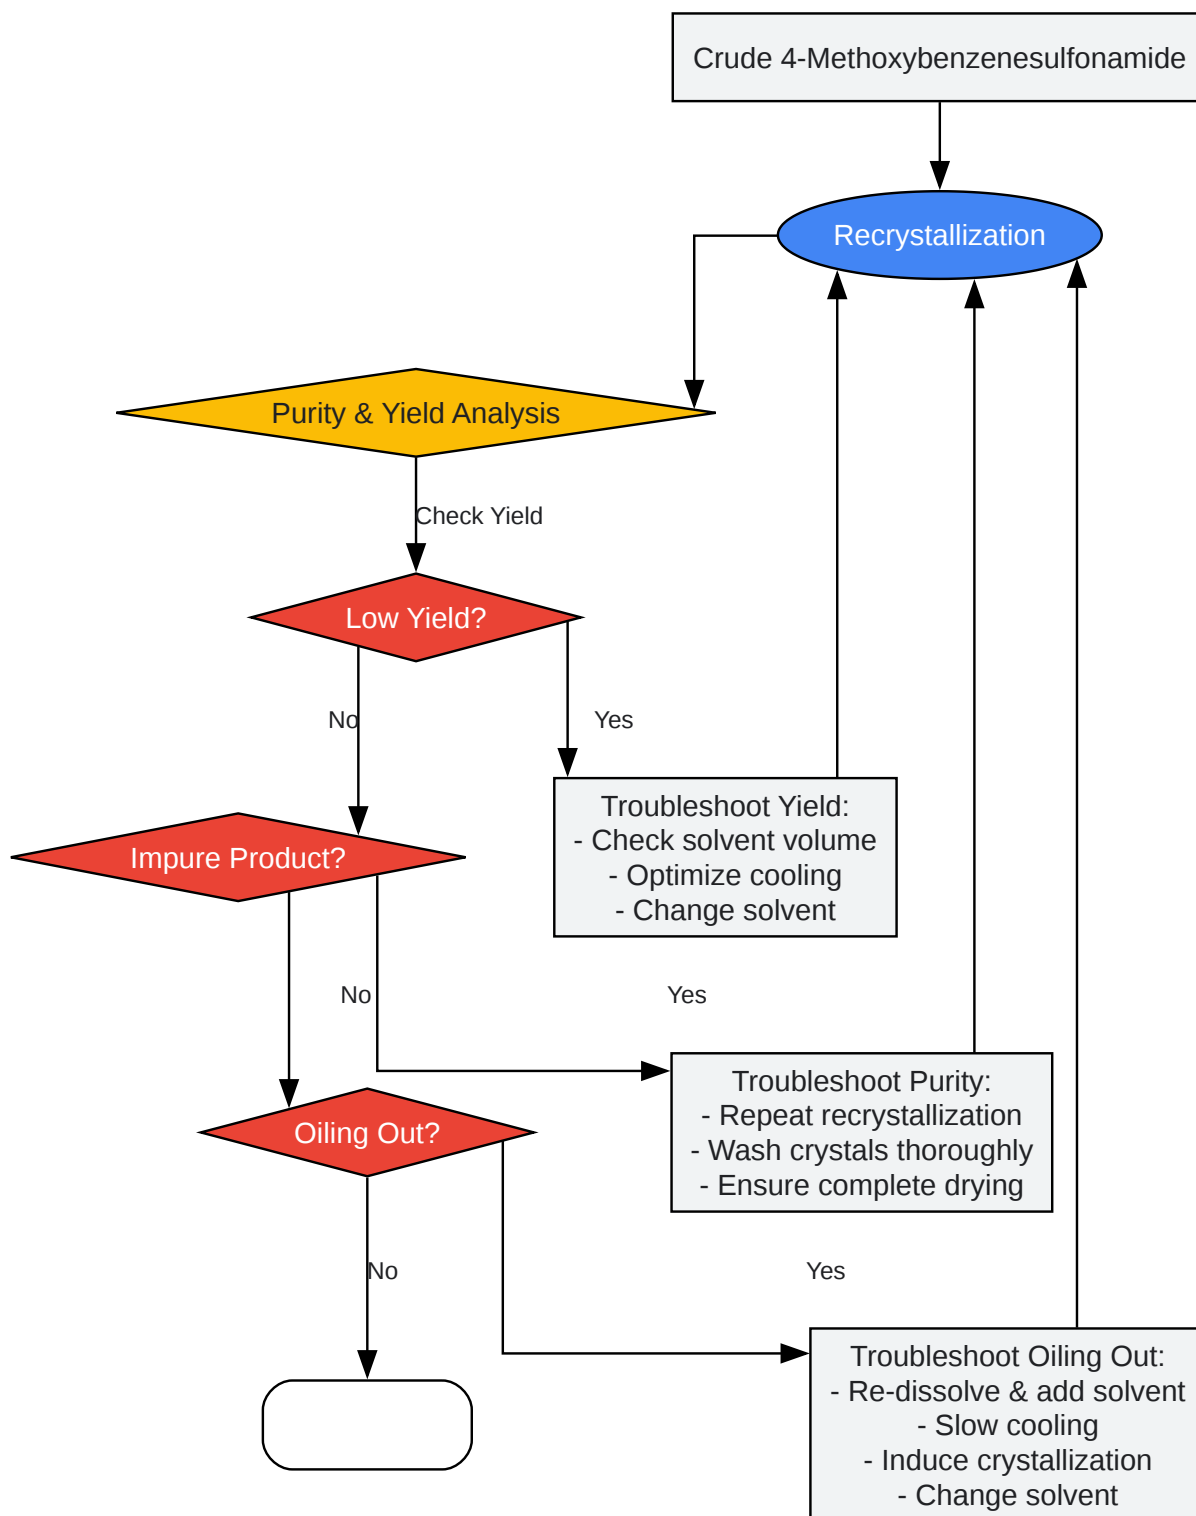 Crude 4-Methoxybenzenesulfonamide
Recrystallization
Purity & Yield Analysis
Check Yield
Low Yield?
No
Yes
Troubleshoot Yield:
- Check solvent volume
- Optimize cooling
- Change solvent
Impure Product?
No
Yes
Troubleshoot Purity:
- Repeat recrystallization
- Wash crystals thoroughly
- Ensure complete drying
Oiling Out?
No
Yes
Troubleshoot Oiling Out:
- Re-dissolve & add solvent
- Slow cooling
- Induce crystallization
- Change solvent